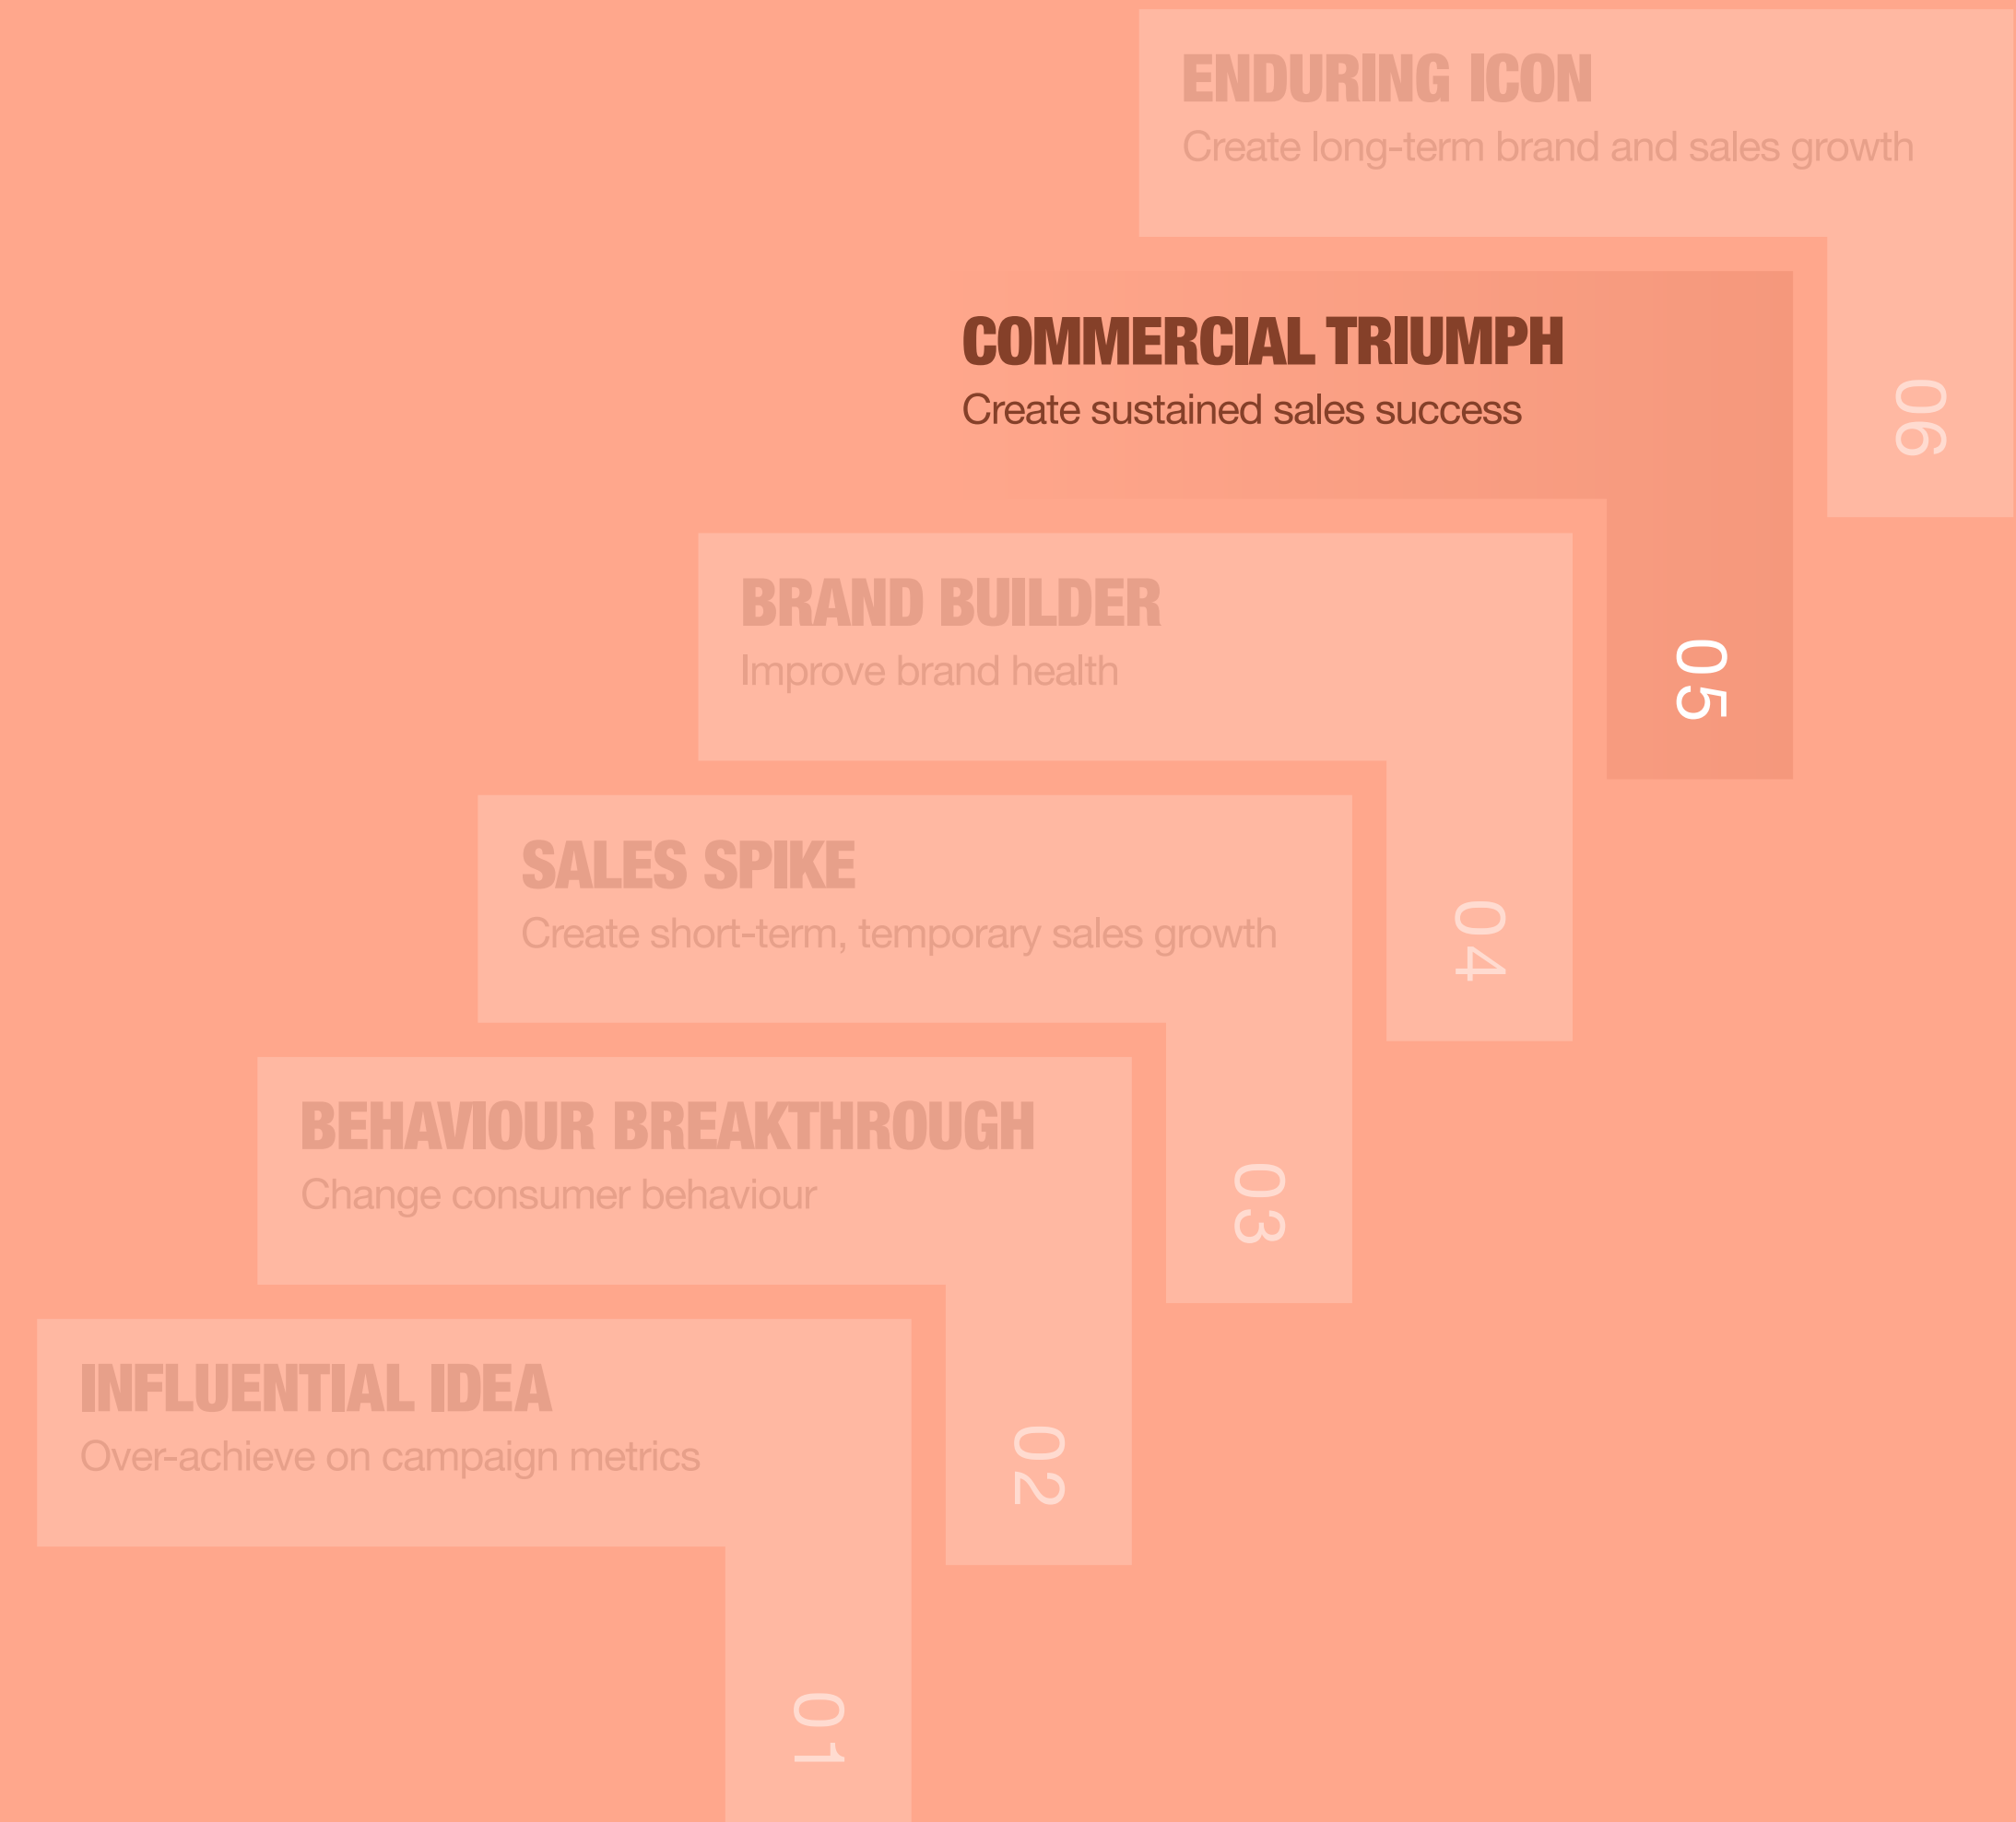 ENDURING ICON
Create long-term brand and sales growth
06
COMMERCIAL TRIUMPH
Create sustained sales success
05
BRAND BUILDER
Improve brand health
04
SALES SPIKE
Create short-term, temporary sales growth
03
BEHAVIOUR BREAKTHROUGH
Change consumer behaviour
02
INFLUENTIAL IDEA
Over-achieve on campaign metrics
01